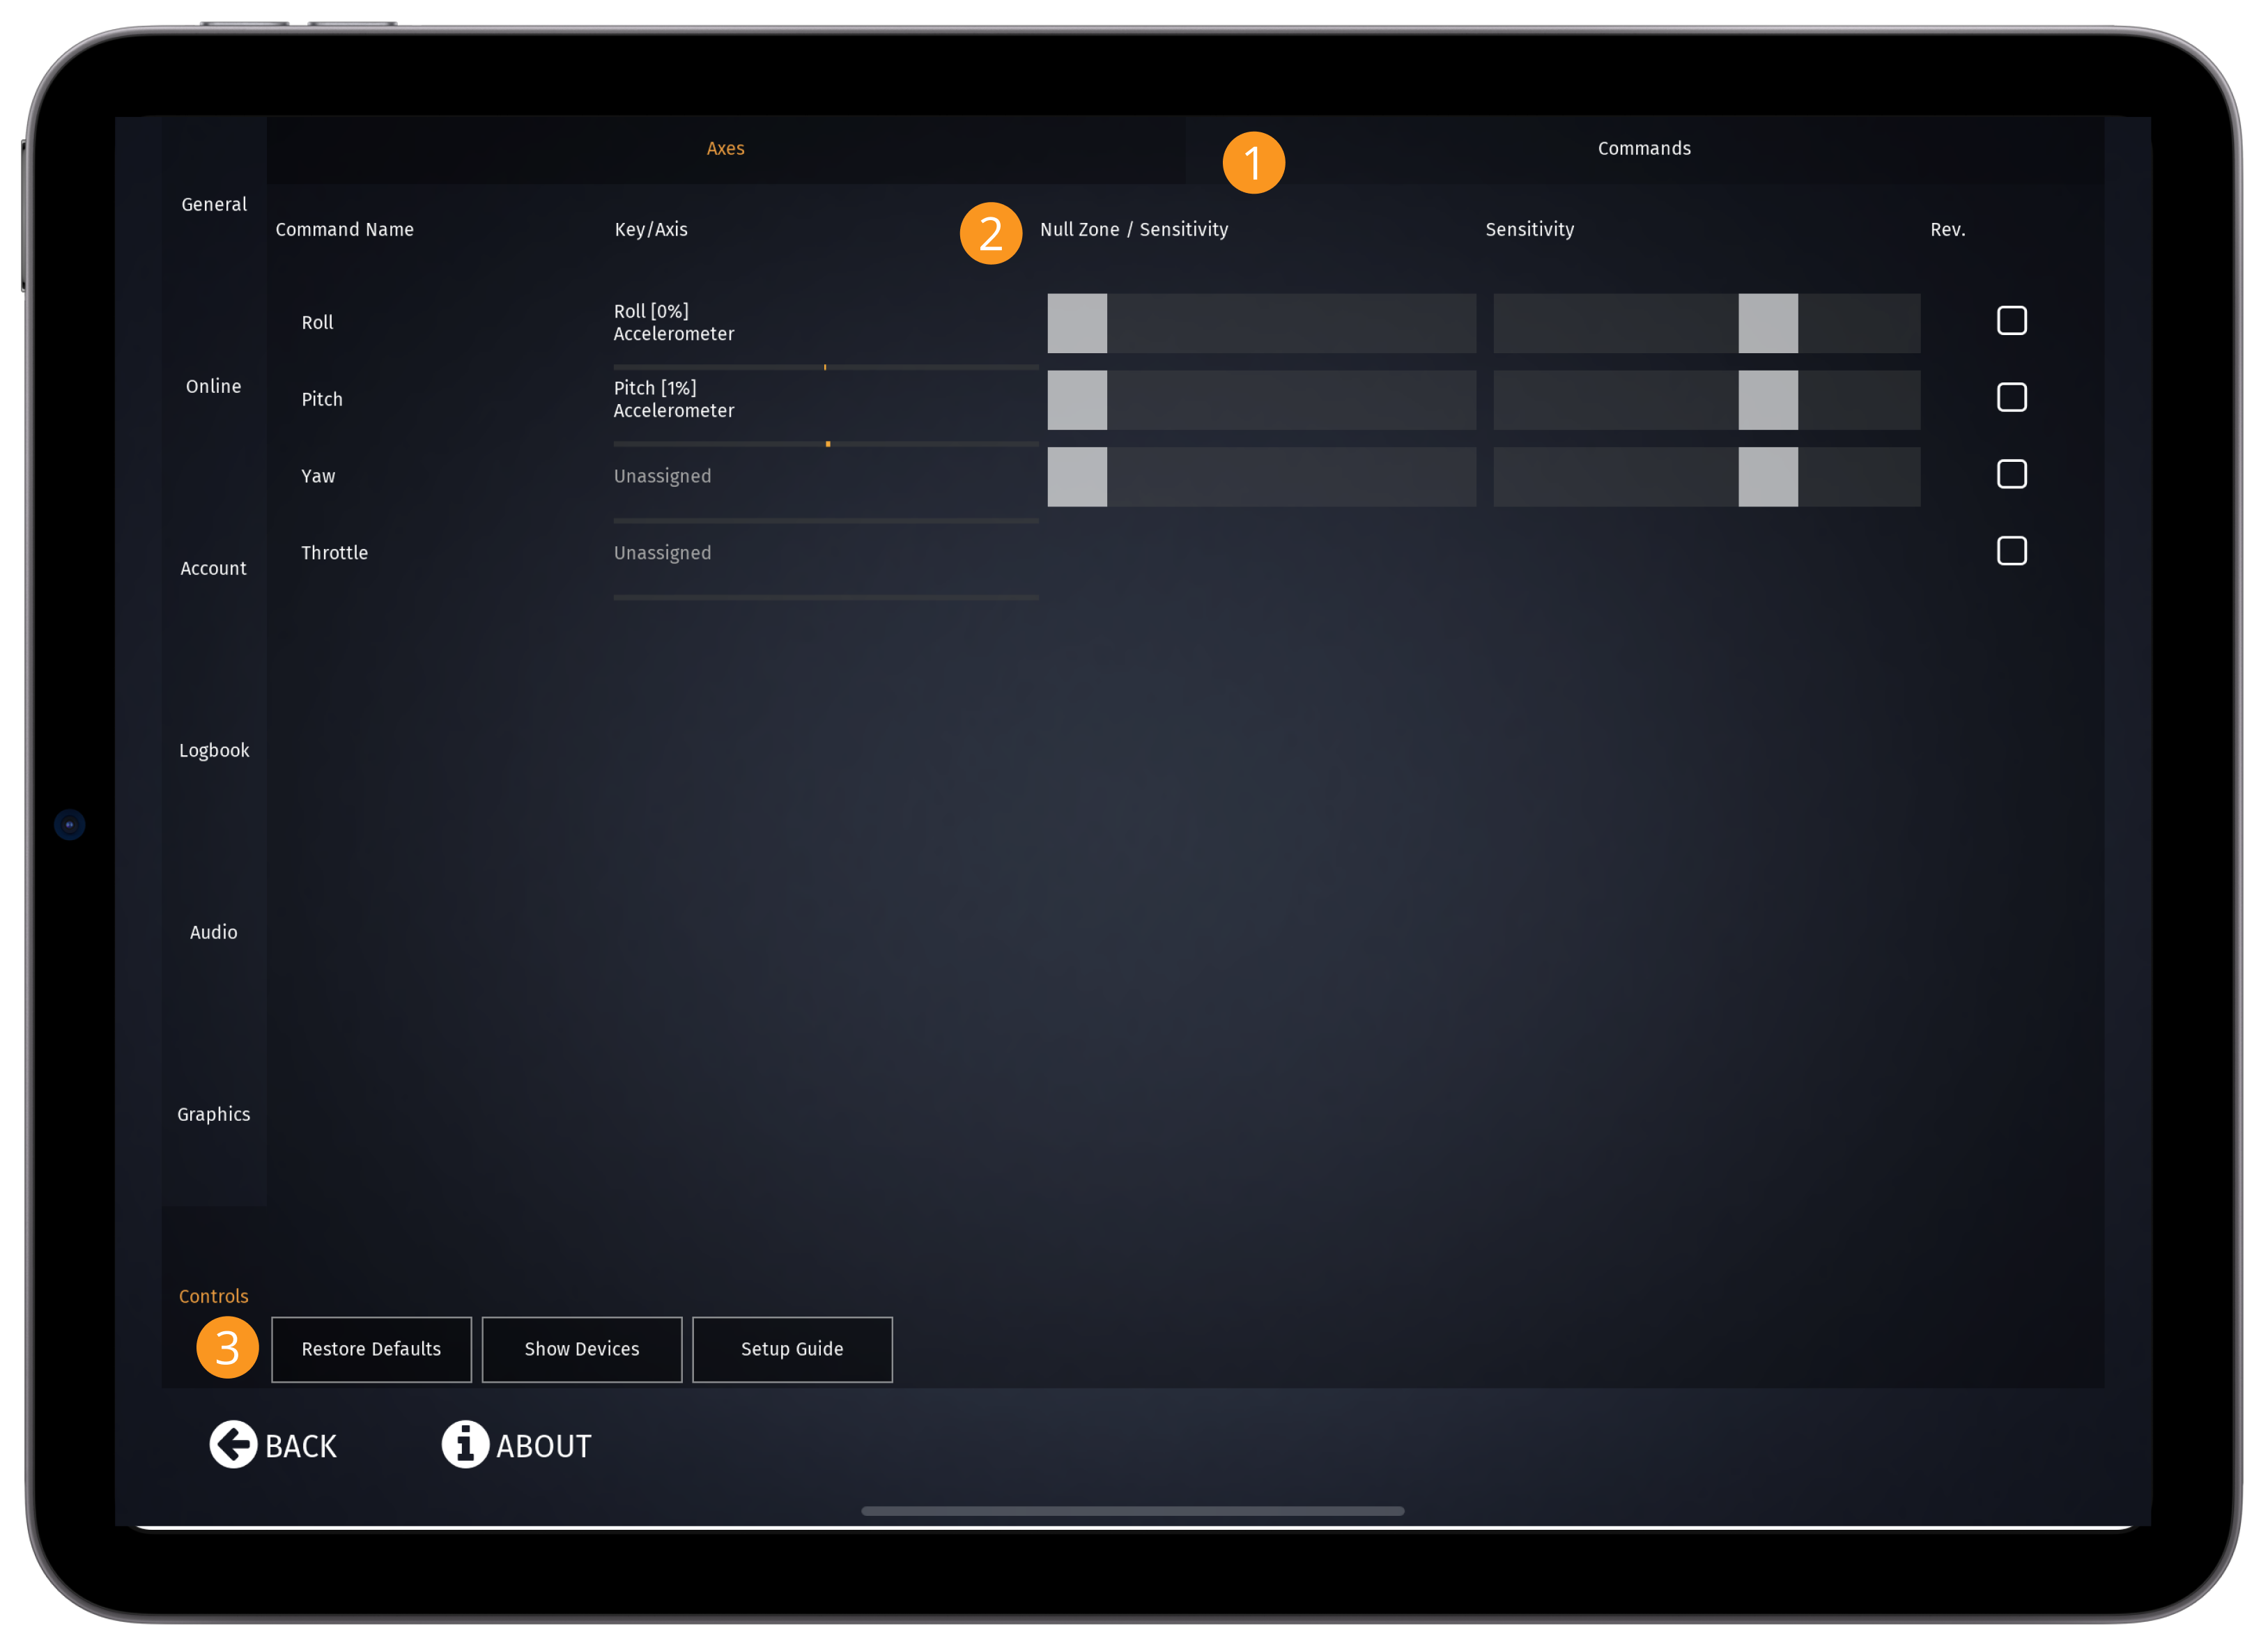 Axes
1
Commands
General
Command Name
Key/Axis
2
Null Zone / Sensitivity
Sensitivity
Rev.
Roll
Roll [0%]
Accelerometer
Online
Pitch
Pitch [1%]
Accelerometer
Yaw
Unassigned
Account
Throttle
Unassigned
Logbook
Audio
Graphics
Controls
3
Restore Defaults
Show Devices
Setup Guide
BACK
ABOUT